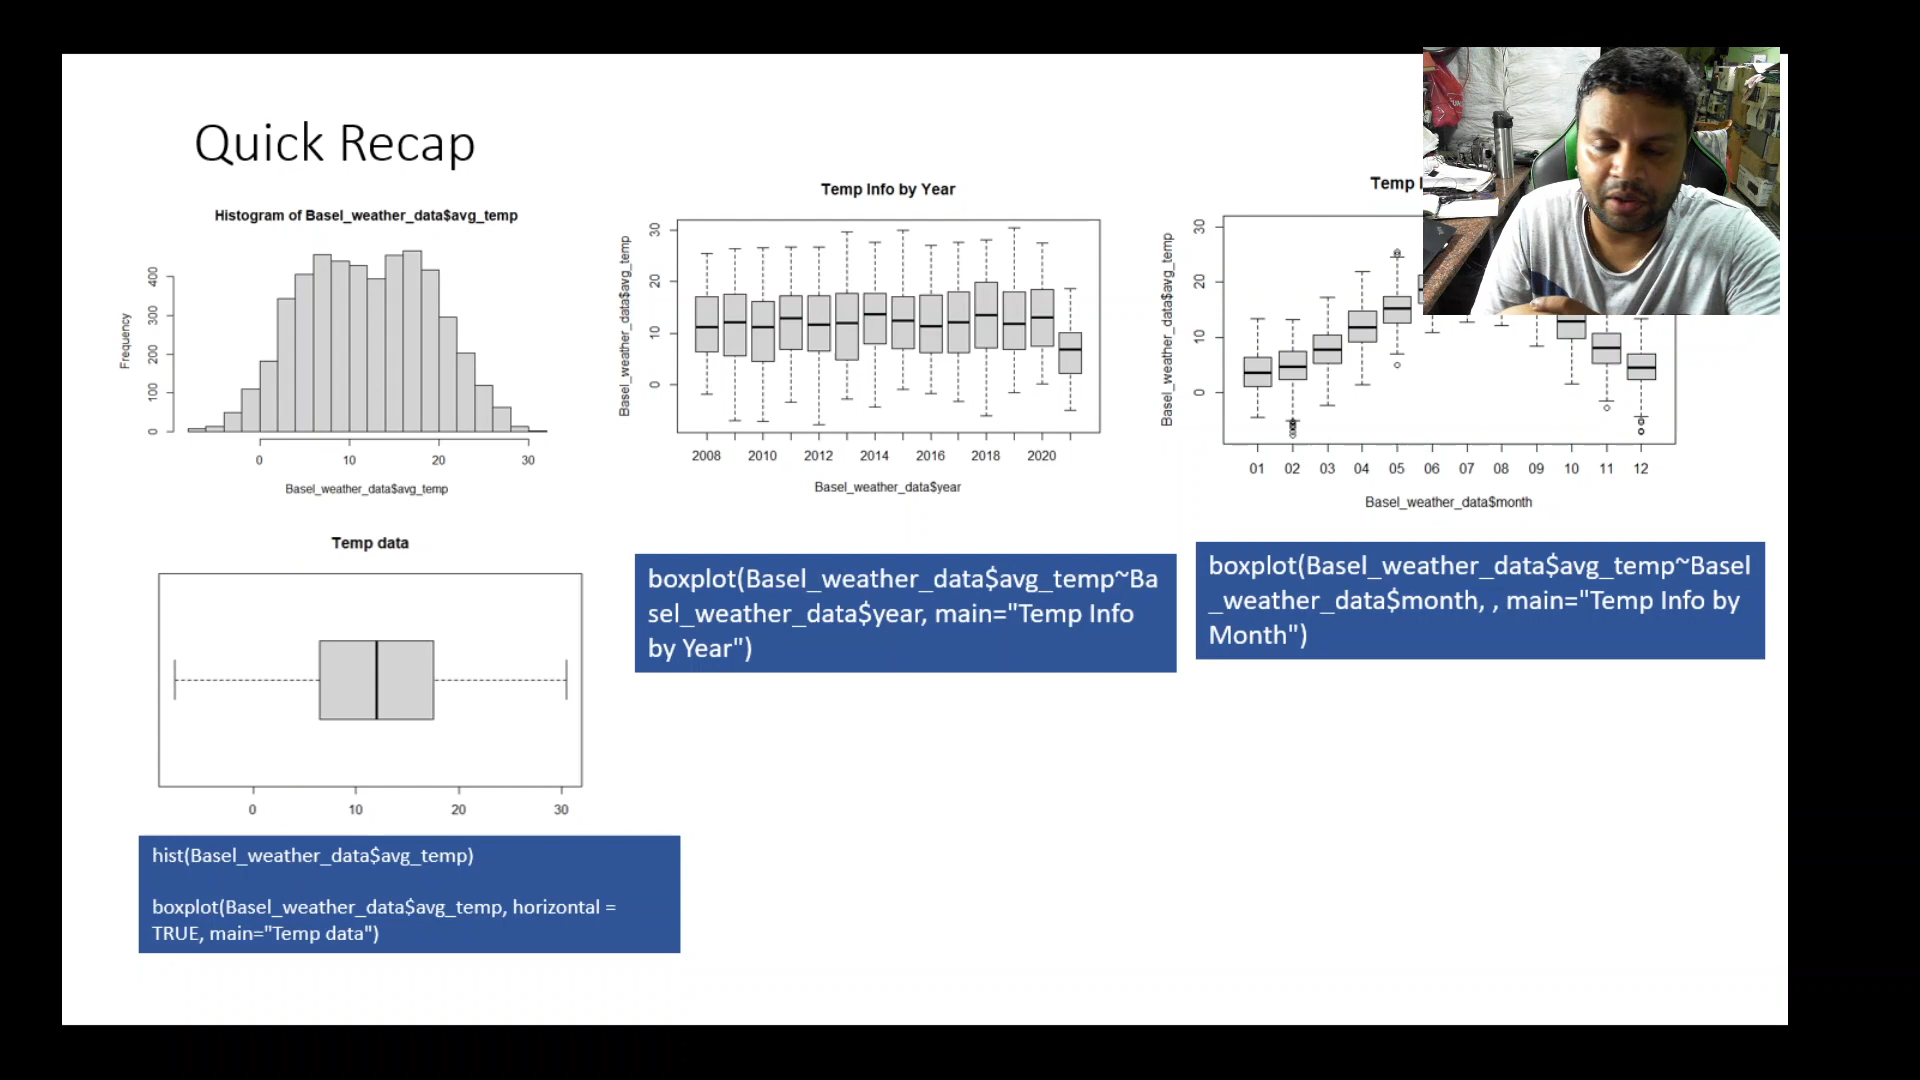 Quick Recap
Histogram of Basel_weather_data$avg_temp
Frequency
0
100
200
300
400
0 10 20 30
Basel_weather_data$avg_temp
Temp Info by Year
Basel_weather_data$avg_temp
0
10
20
30
2008 2010 2012 2014 2016 2018 2020
Basel_weather_data$year
Temp
Basel_weather_data$avg_temp
0
10
20
30
01 02 03 04 05 06 07 08 09 10 11 12
Basel_weather_data$month
Temp data
0 10 20 30
boxplot(Basel_weather_data$avg_temp~Ba
sel_weather_data$year, main="Temp Info
by Year")
boxplot(Basel_weather_data$avg_temp~Basel
_weather_data$month, , main="Temp Info by
Month")
hist(Basel_weather_data$avg_temp)
boxplot(Basel_weather_data$avg_temp, horizontal =
TRUE, main="Temp data")